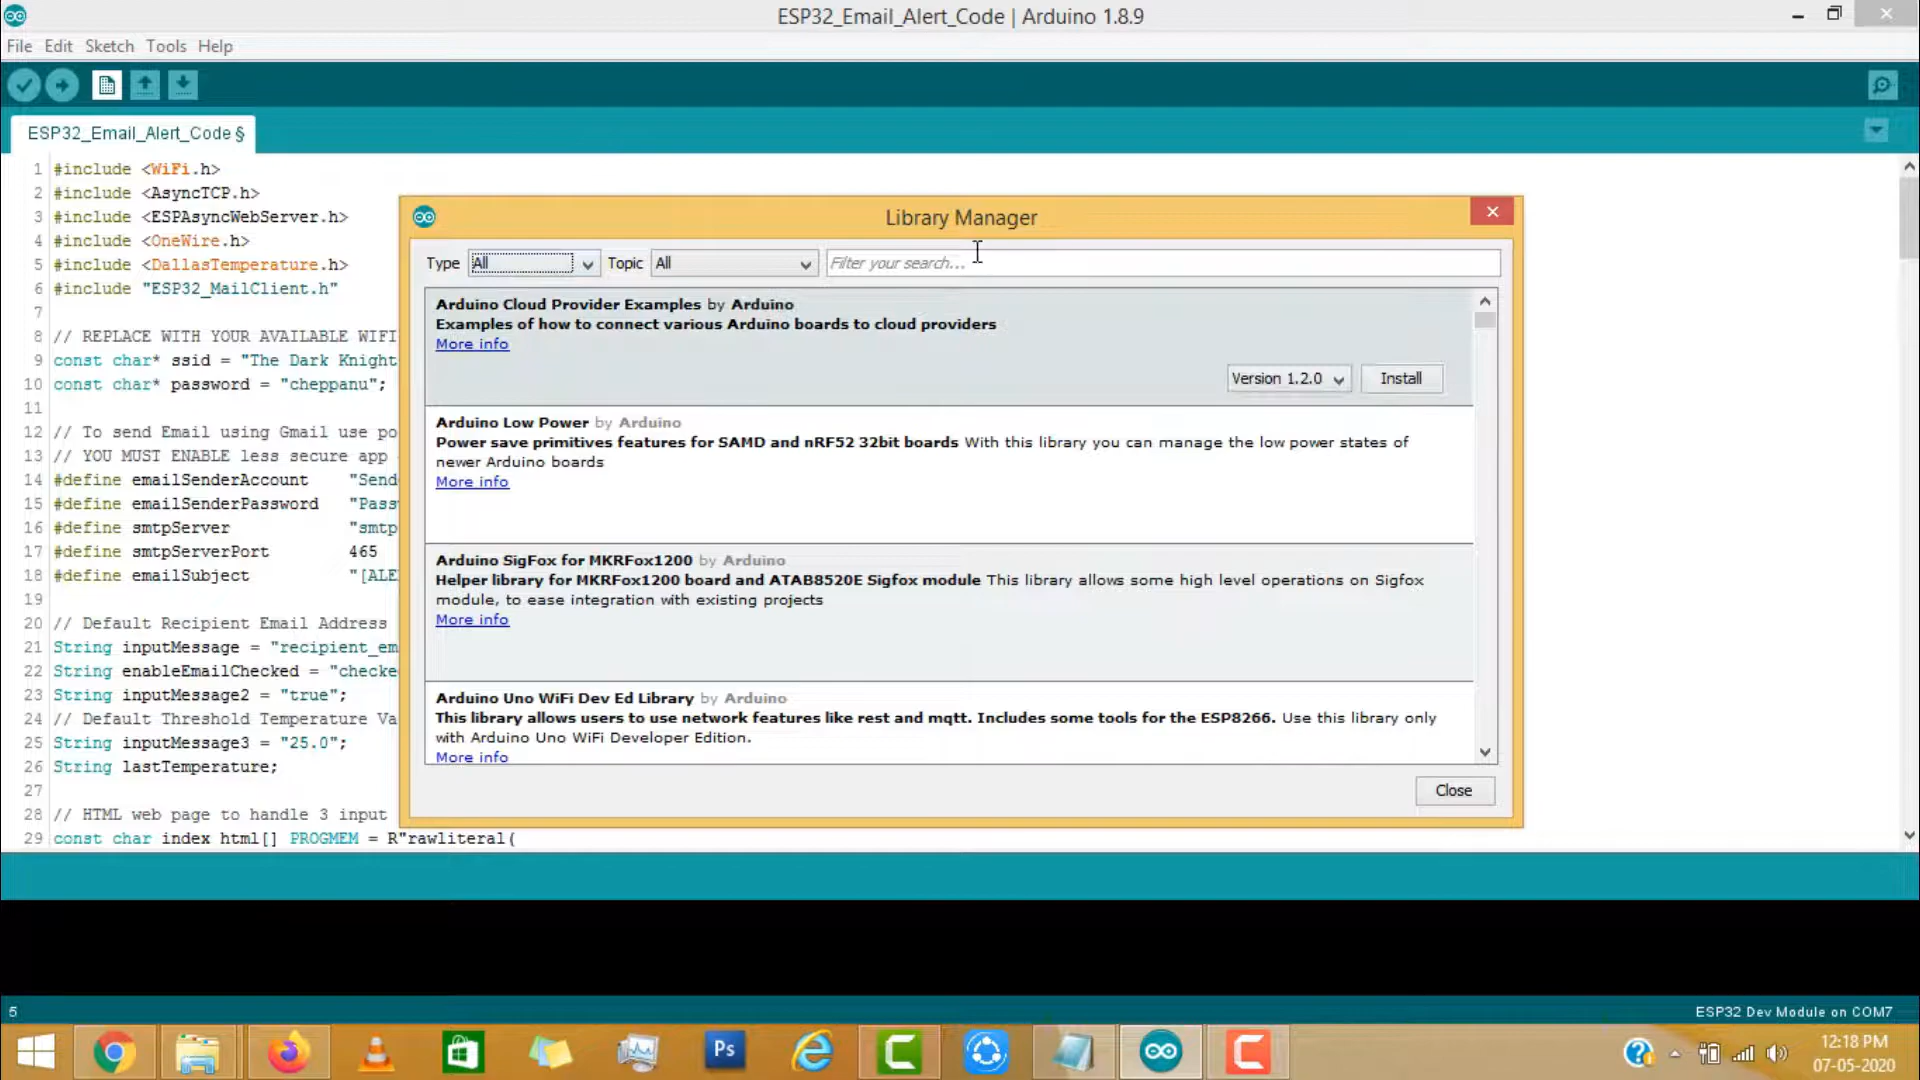 ESP32_Email_Alert_Code | Arduino 1.8.9
File Edit Sketch Tools Help
ESP32_Email_Alert_Code §
1 #include <WiFi.h>
2 #include <AsyncTCP.h>
3 #include <ESPAsyncWebServer.h>
4 #include <OneWire.h>
5 #include <DallasTemperature.h>
6 #include "ESP32_MailClient.h"
7
8 // REPLACE WITH YOUR AVAILABLE WIFI
9 const char* ssid = "The Dark Knight
10 const char* password = "cheppanu";
11
12 // To send Email using Gmail use po
13 // YOU MUST ENABLE less secure app
14 #define emailSenderAccount "Send
15 #define emailSenderPassword "Pass
16 #define smtpServer "smtp
17 #define smtpServerPort 465
18 #define emailSubject "[ALE
19
20 // Default Recipient Email Address
21 String inputMessage = "recipient_em
22 String enableEmailChecked = "checke
23 String inputMessage2 = "true";
24 // Default Threshold Temperature Va
25 String inputMessage3 = "25.0";
26 String lastTemperature;
27
28 // HTML web page to handle 3 input
29 const char index html[] PROGMEM = R"rawliteral(
Library Manager
Type All Topic All Filter your search...
Arduino Cloud Provider Examples by Arduino
Examples of how to connect various Arduino boards to cloud providers
More info
Version 1.2.0 Install
Arduino Low Power by Arduino
Power save primitives features for SAMD and nRF52 32bit boards With this library you can manage the low power states of
newer Arduino boards
More info
Arduino SigFox for MKRFox1200 by Arduino
Helper library for MKRFox1200 board and ATAB8520E Sigfox module This library allows some high level operations on Sigfox
module, to ease integration with existing projects
More info
Arduino Uno WiFi Dev Ed Library by Arduino
This library allows users to use network features like rest and mqtt. Includes some tools for the ESP8266. Use this library only
with Arduino Uno WiFi Developer Edition.
More info
Close
5 ESP32 Dev Module on COM7
Ps
12:18 PM
07-05-2020